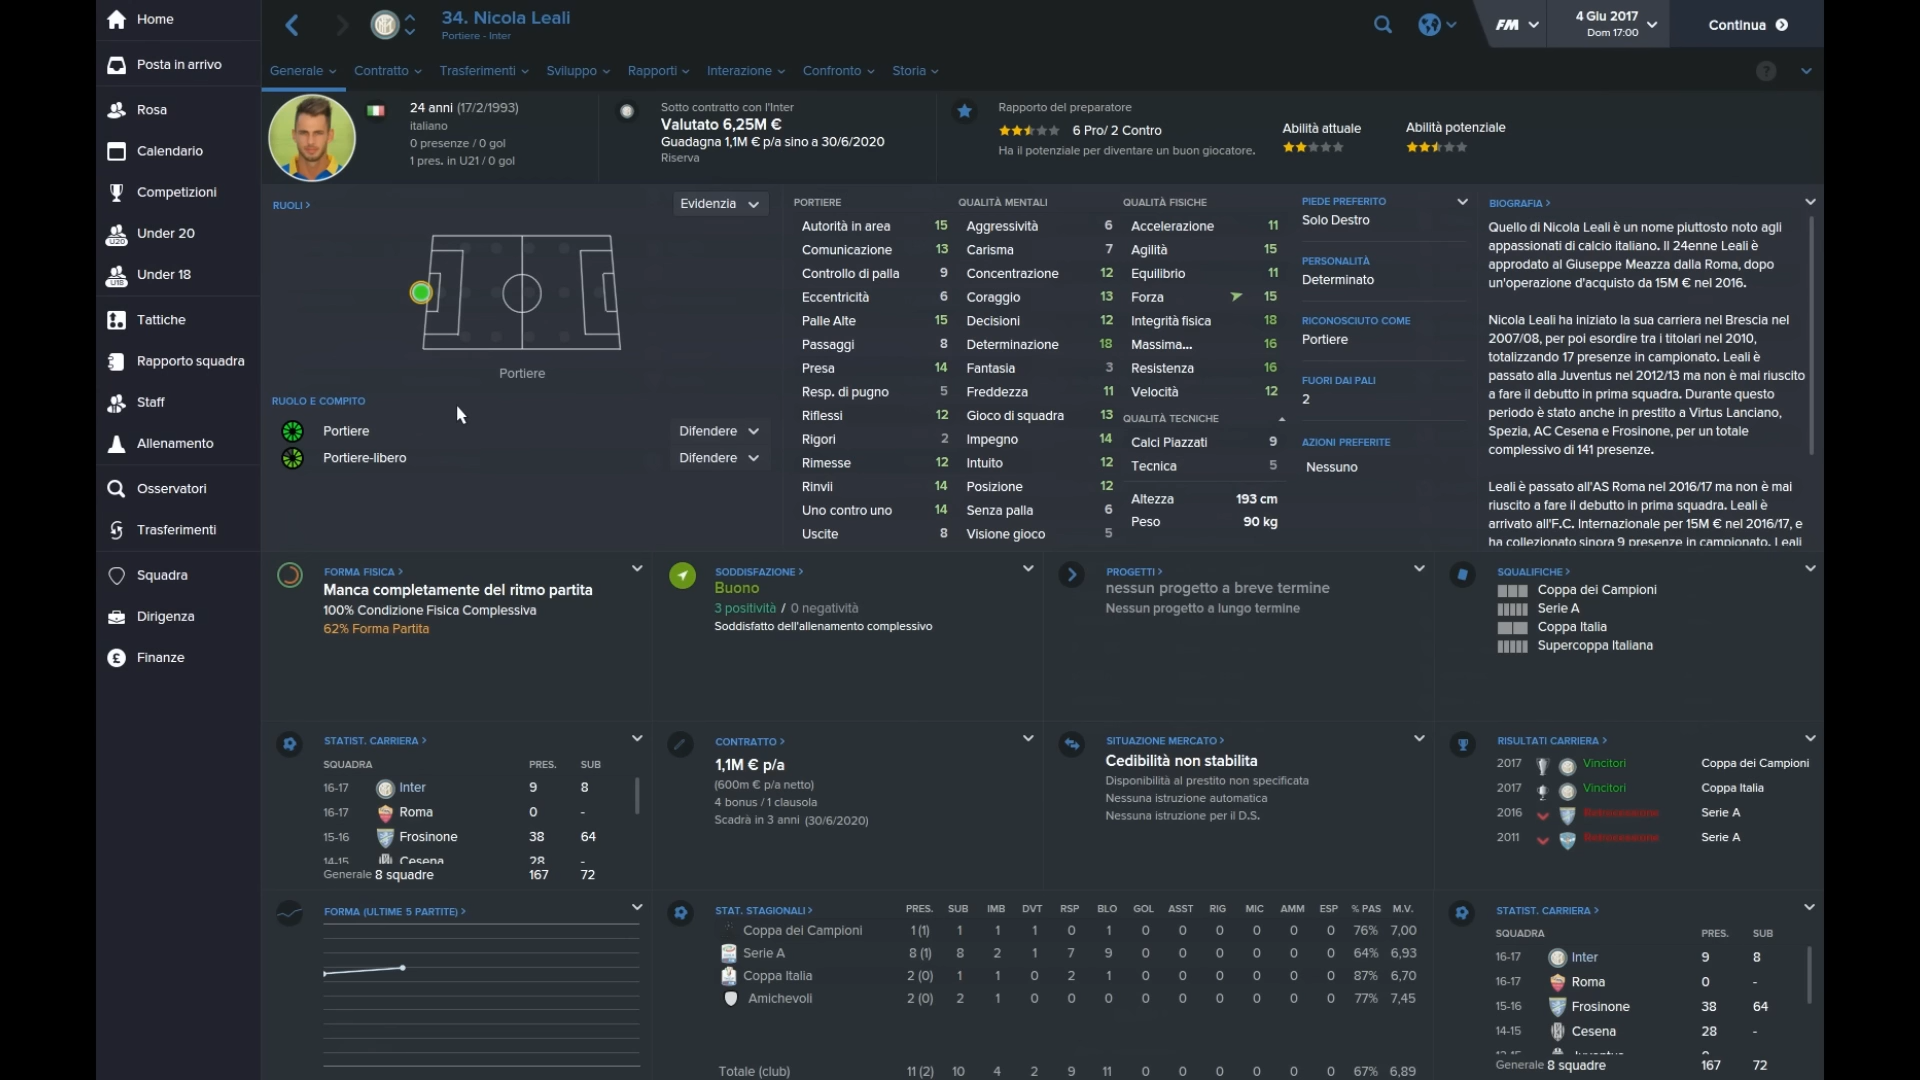 Home
Posta in arrivo
Rosa
Calendario
Competizioni
U20
Under 20
U18
Under 18
Tattiche
Rapporto squadra
Staff
Allenamento
Osservatori
Trasferimenti
Squadra
Dirigenza
Finanze
34. Nicola Leali
Portiere - Inter
FM
4 Giu 2017
Dom 17:00
Continua
Generale
Contratto
Trasferimenti
Sviluppo
Rapporti
Interazione
Confronto
Storia
?
24 anni (17/2/1993)
italiano
0 presenze / 0 gol
1 pres. in U21 / 0 gol
Sotto contratto con l'Inter
Valutato 6,25M €
Guadagna 1,1M € p/a sino a 30/6/2020
Riserva
Rapporto del preparatore
6 Pro/ 2 Contro
Ha il potenziale per diventare un buon giocatore.
Abilità attuale
Abilità potenziale
RUOLI >
Evidenzia
Portiere
RUOLO E COMPITO
Portiere Difendere
Portiere-libero Difendere
PORTIERE
Autorità in area 15
Comunicazione 13
Controllo di palla 9
Eccentricità 6
Palle Alte 15
Passaggi 8
Presa 14
Resp. di pugno 5
Riflessi 12
Rigori 2
Rimesse 12
Rinvii 14
Uno contro uno 14
Uscite 8
QUALITÀ MENTALI
Aggressività 6
Carisma 7
Concentrazione 12
Coraggio 13
Decisioni 12
Determinazione 18
Fantasia 3
Freddezza 11
Gioco di squadra 13
Impegno 14
Intuito 12
Posizione 12
Senza palla 6
Visione gioco 5
QUALITÀ FISICHE
Accelerazione 11
Agilità 15
Equilibrio 11
Forza 15
Integrità fisica 18
Massima... 16
Resistenza 16
Velocità 12
QUALITÀ TECNICHE
Calci Piazzati 9
Tecnica 5
Altezza 193 cm
Peso 90 kg
PIEDE PREFERITO
Solo Destro
PERSONALITÀ
Determinato
RICONOSCIUTO COME
Portiere
FUORI DAI PALI
2
AZIONI PREFERITE
Nessuno
BIOGRAFIA >
Quello di Nicola Leali è un nome piuttosto noto agli
appassionati di calcio italiano. Il 24enne Leali è
approdato al Giuseppe Meazza dalla Roma, dopo
un'operazione d'acquisto da 15M € nel 2016.
Nicola Leali ha iniziato la sua carriera nel Brescia nel
2007/08, per poi esordire tra i titolari nel 2010,
totalizzando 17 presenze in campionato. Leali è
passato alla Juventus nel 2012/13 ma non è mai riuscito
a fare il debutto in prima squadra. Durante questo
periodo è stato anche in prestito a Virtus Lanciano,
Spezia, AC Cesena e Frosinone, per un totale
complessivo di 141 presenze.
Leali è passato all'AS Roma nel 2016/17 ma non è mai
riuscito a fare il debutto in prima squadra. Leali è
arrivato all'F.C. Internazionale per 15M € nel 2016/17, e
ha collezionato sinora 9 presenze in campionato. Leali
FORMA FISICA >
Manca completamente del ritmo partita
100% Condizione Fisica Complessiva
62% Forma Partita
SODDISFAZIONE >
Buono
3 positività / 0 negatività
Soddisfatto dell'allenamento complessivo
PROGETTI >
nessun progetto a breve termine
Nessun progetto a lungo termine
SQUALIFICHE >
Coppa dei Campioni
Serie A
Coppa Italia
Supercoppa Italiana
STATIST. CARRIERA >
SQUADRA PRES. SUB
16-17 Inter 9 8
16-17 Roma 0 -
15-16 Frosinone 38 64
14-15 Cesena 28 -
Generale 8 squadre 167 72
CONTRATTO >
1,1M € p/a
(600m € p/a netto)
4 bonus / 1 clausola
Scadrà in 3 anni (30/6/2020)
SITUAZIONE MERCATO >
Cedibilità non stabilita
Disponibilità al prestito non specificata
Nessuna istruzione automatica
Nessuna istruzione per il D.S.
RISULTATI CARRIERA >
2017 Vincitori Coppa dei Campioni
2017 Vincitori Coppa Italia
2016 Serie A
2011 Serie A
FORMA (ULTIME 5 PARTITE) >
STAT. STAGIONALI > PRES. SUB IMB DVT RSP BLO GOL ASST RIG MIC AMM ESP % PAS M.V.
Coppa dei Campioni 1 (1) 1 1 1 0 1 0 0 0 0 0 0 76% 7,00
Serie A 8 (1) 8 2 1 7 9 0 0 0 0 0 0 64% 6,93
Coppa Italia 2 (0) 1 1 0 2 1 0 0 0 0 0 0 87% 6,70
Amichevoli 2 (0) 2 1 0 0 0 0 0 0 0 0 0 77% 7,45
Totale (club) 11 (2) 10 4 2 9 11 0 0 0 0 0 0 67% 6,89
STATIST. CARRIERA >
SQUADRA PRES. SUB
16-17 Inter 9 8
16-17 Roma 0 -
15-16 Frosinone 38 64
14-15 Cesena 28 -
Generale 8 squadre 167 72